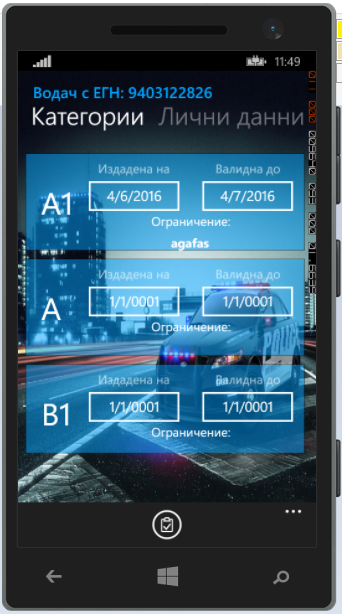 11:49
Водач с ЕГН: 9403122826
Категории Лични данни
Издадена на Валидна до
A1 4/6/2016 4/7/2016
Ограничение:
agafas
Издадена на Валидна до
A 1/1/0001 1/1/0001
Ограничение:
Издадена на Валидна до
B1 1/1/0001 1/1/0001
Ограничение: